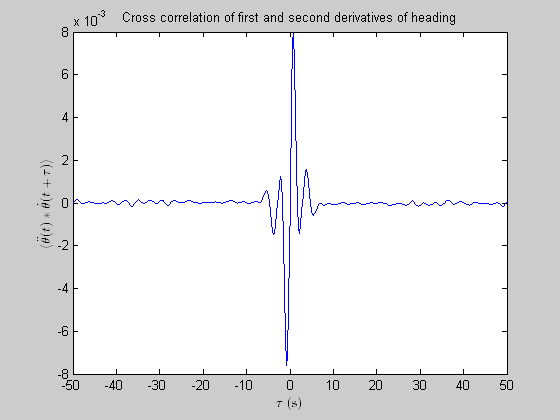 Cross correlation of first and second derivatives of heading
x 10^-3
8
6
4
2
0
-2
-4
-6
-8
-50 -40 -30 -20 -10 0 10 20 30 40 50
⟨θ̈(t) * θ̇(t + τ)⟩
τ (s)